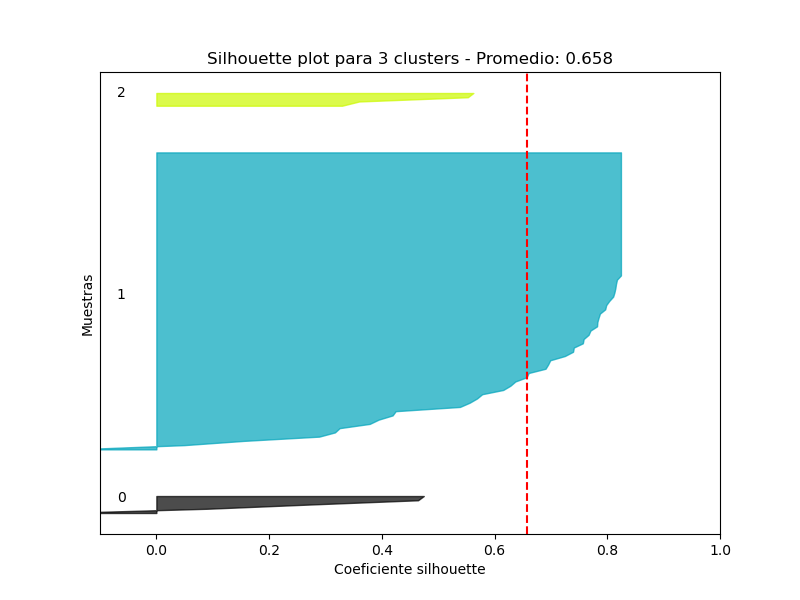 Silhouette plot para 3 clusters - Promedio: 0.658
2
1
0
Muestras
0.0 0.2 0.4 0.6 0.8 1.0
Coeficiente silhouette